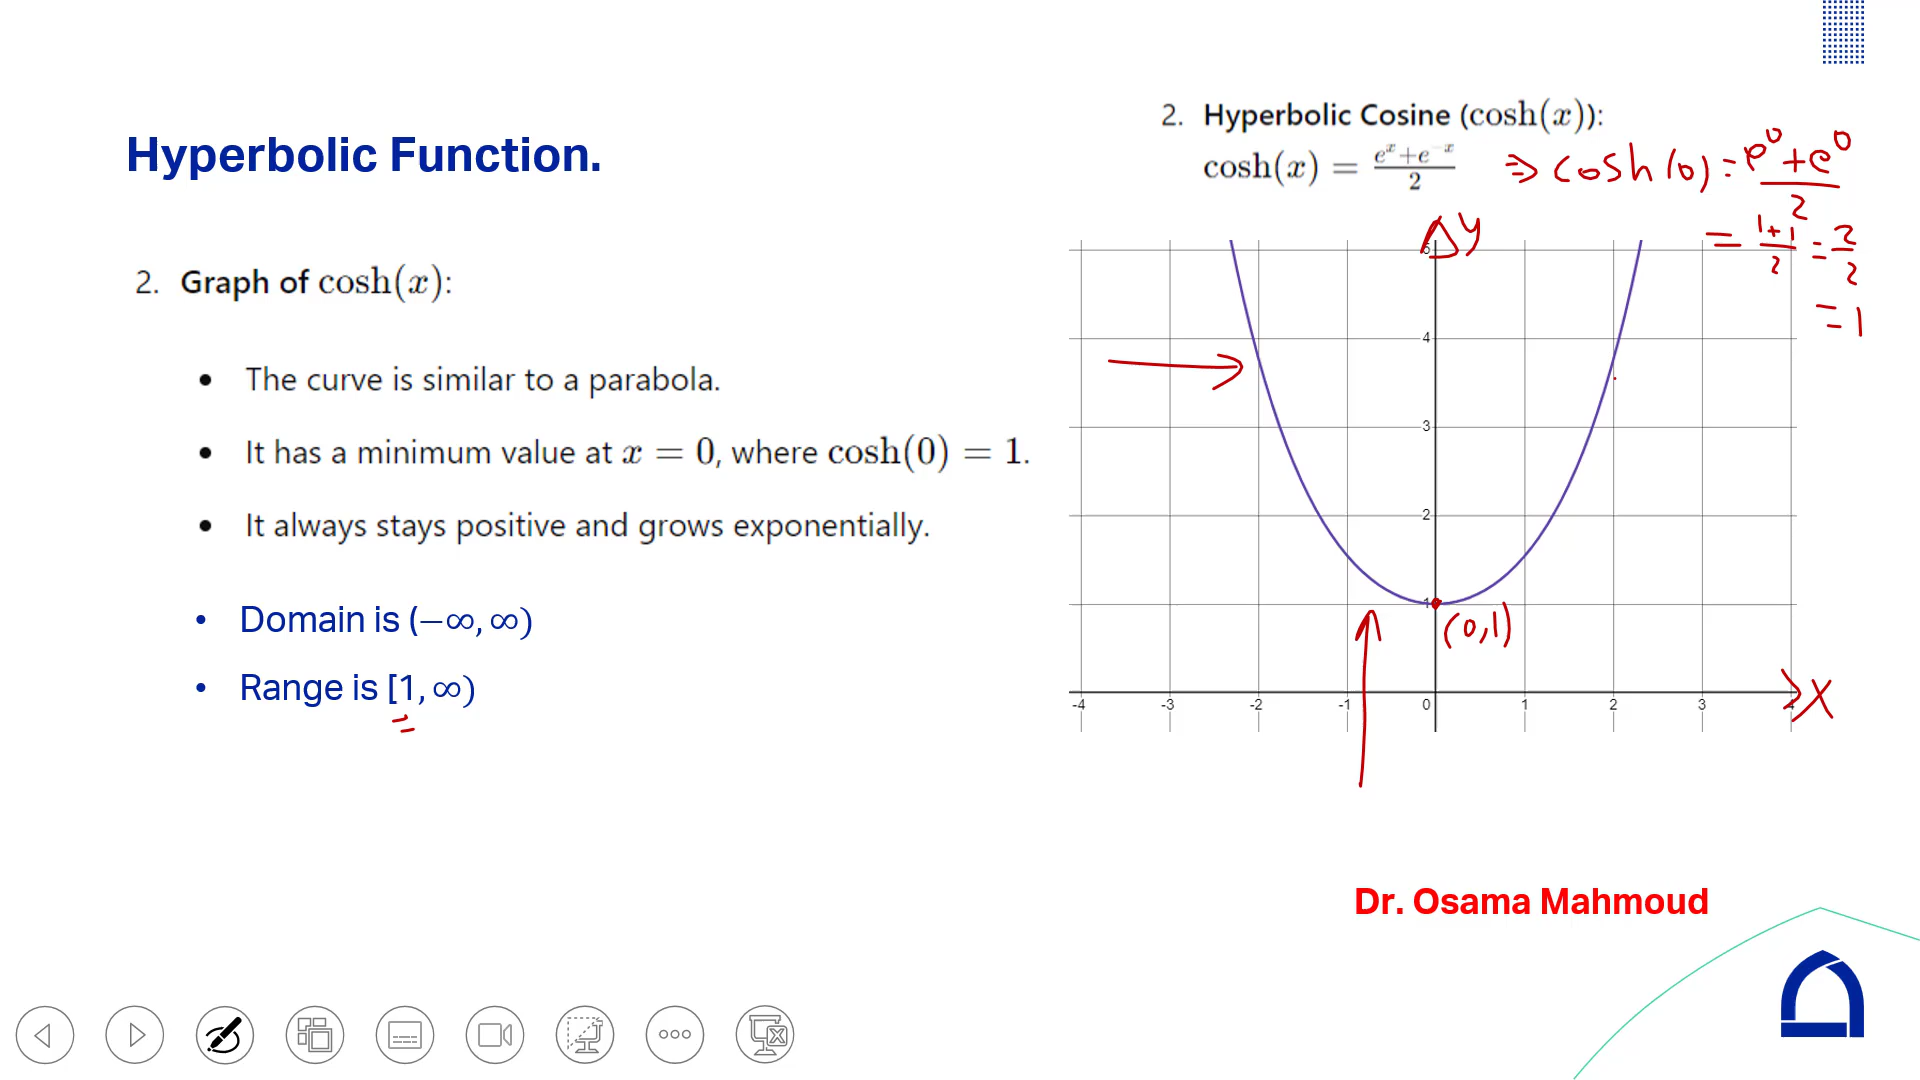 Hyperbolic Function.
2. Graph of cosh(x):
• The curve is similar to a parabola.
• It has a minimum value at x = 0, where cosh(0) = 1.
• It always stays positive and grows exponentially.
• Domain is (−∞, ∞)
• Range is [1, ∞)
=
2. Hyperbolic Cosine (cosh(x)):
cosh(x) = (e^x + e^-x)/2 ⇒ cosh(0) = (e^0 + e^0)/2
= (1+1)/2 = 2/2
= 1
y
5
4
3
2
1
(0,1)
-4 -3 -2 -1 0 1 2 3 4 X
Dr. Osama Mahmoud